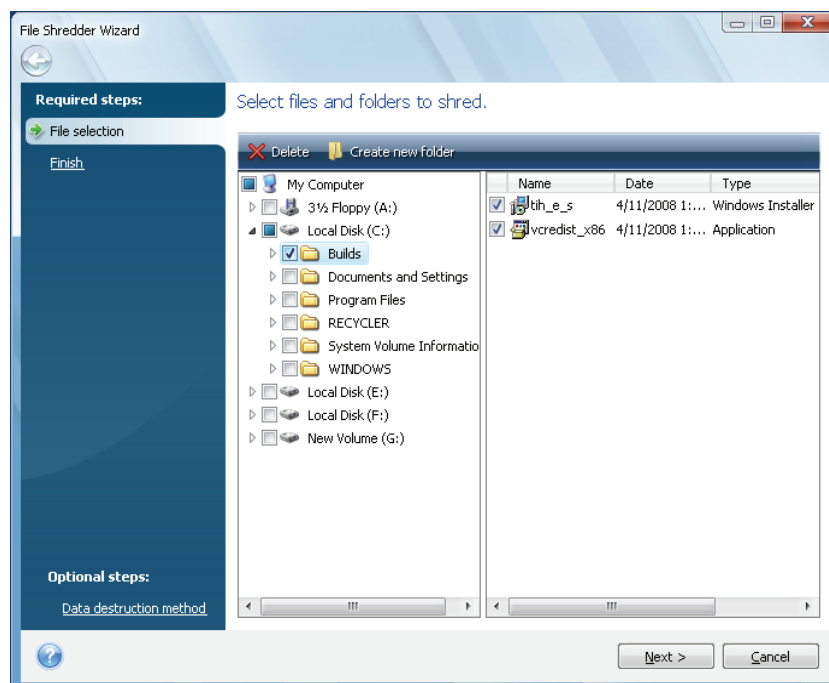 File Shredder Wizard
Required steps:
File selection
Finish
Optional steps:
Data destruction method
Select files and folders to shred.
Delete Create new folder
My Computer
3½ Floppy (A:)
Local Disk (C:)
Builds
Documents and Settings
Program Files
RECYCLER
System Volume Informatio
WINDOWS
Local Disk (E:)
Local Disk (F:)
New Volume (G:)
Name Date Type
tih_e_s 4/11/2008 1:... Windows Installer
vcredist_x86 4/11/2008 1:... Application
Next > Cancel